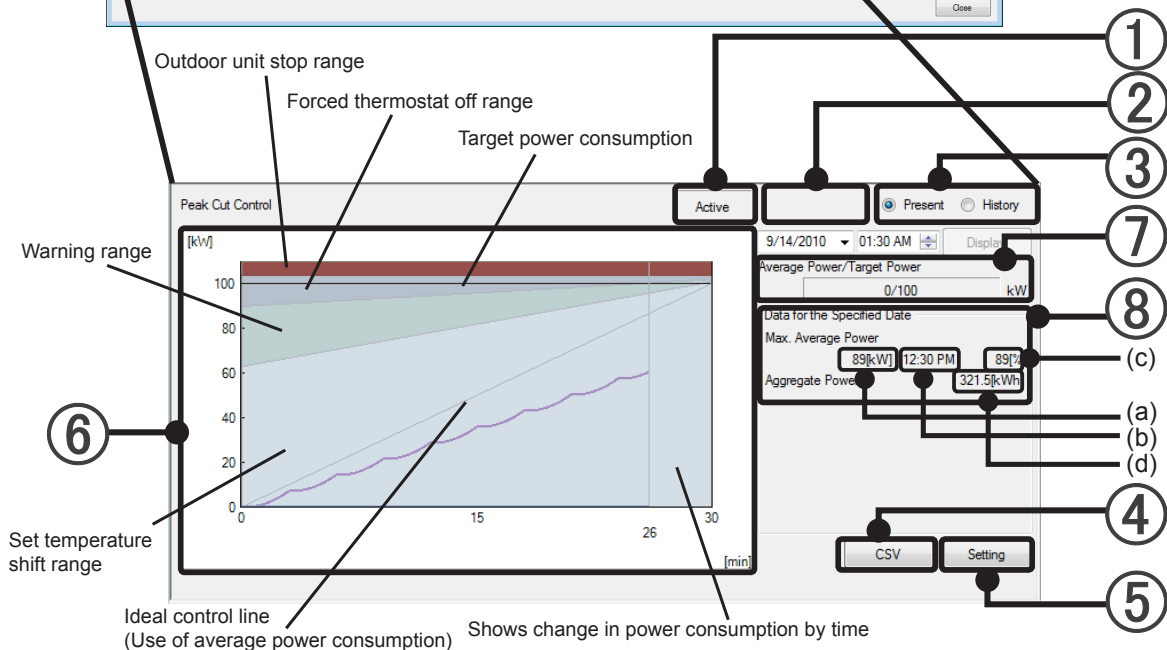 Close
①
Outdoor unit stop range
②
Forced thermostat off range
③
Target power consumption
Peak Cut Control
Active
Present
History
Warning range
[kW]
9/14/2010
01:30 AM
⑦
Average Power/Target Power
0/100
kW
100
80
60
40
20
0
0
15
26
30
[min]
⑧
Data for the Specified Date
Max. Average Power
89[kW]
12:30 PM
(c)
Aggregate
321.5[kWh
(a)
(b)
(d)
⑥
④
Set temperature
shift range
CSV
Setting
⑤
Ideal control line
(Use of average power consumption)
Shows change in power consumption by time